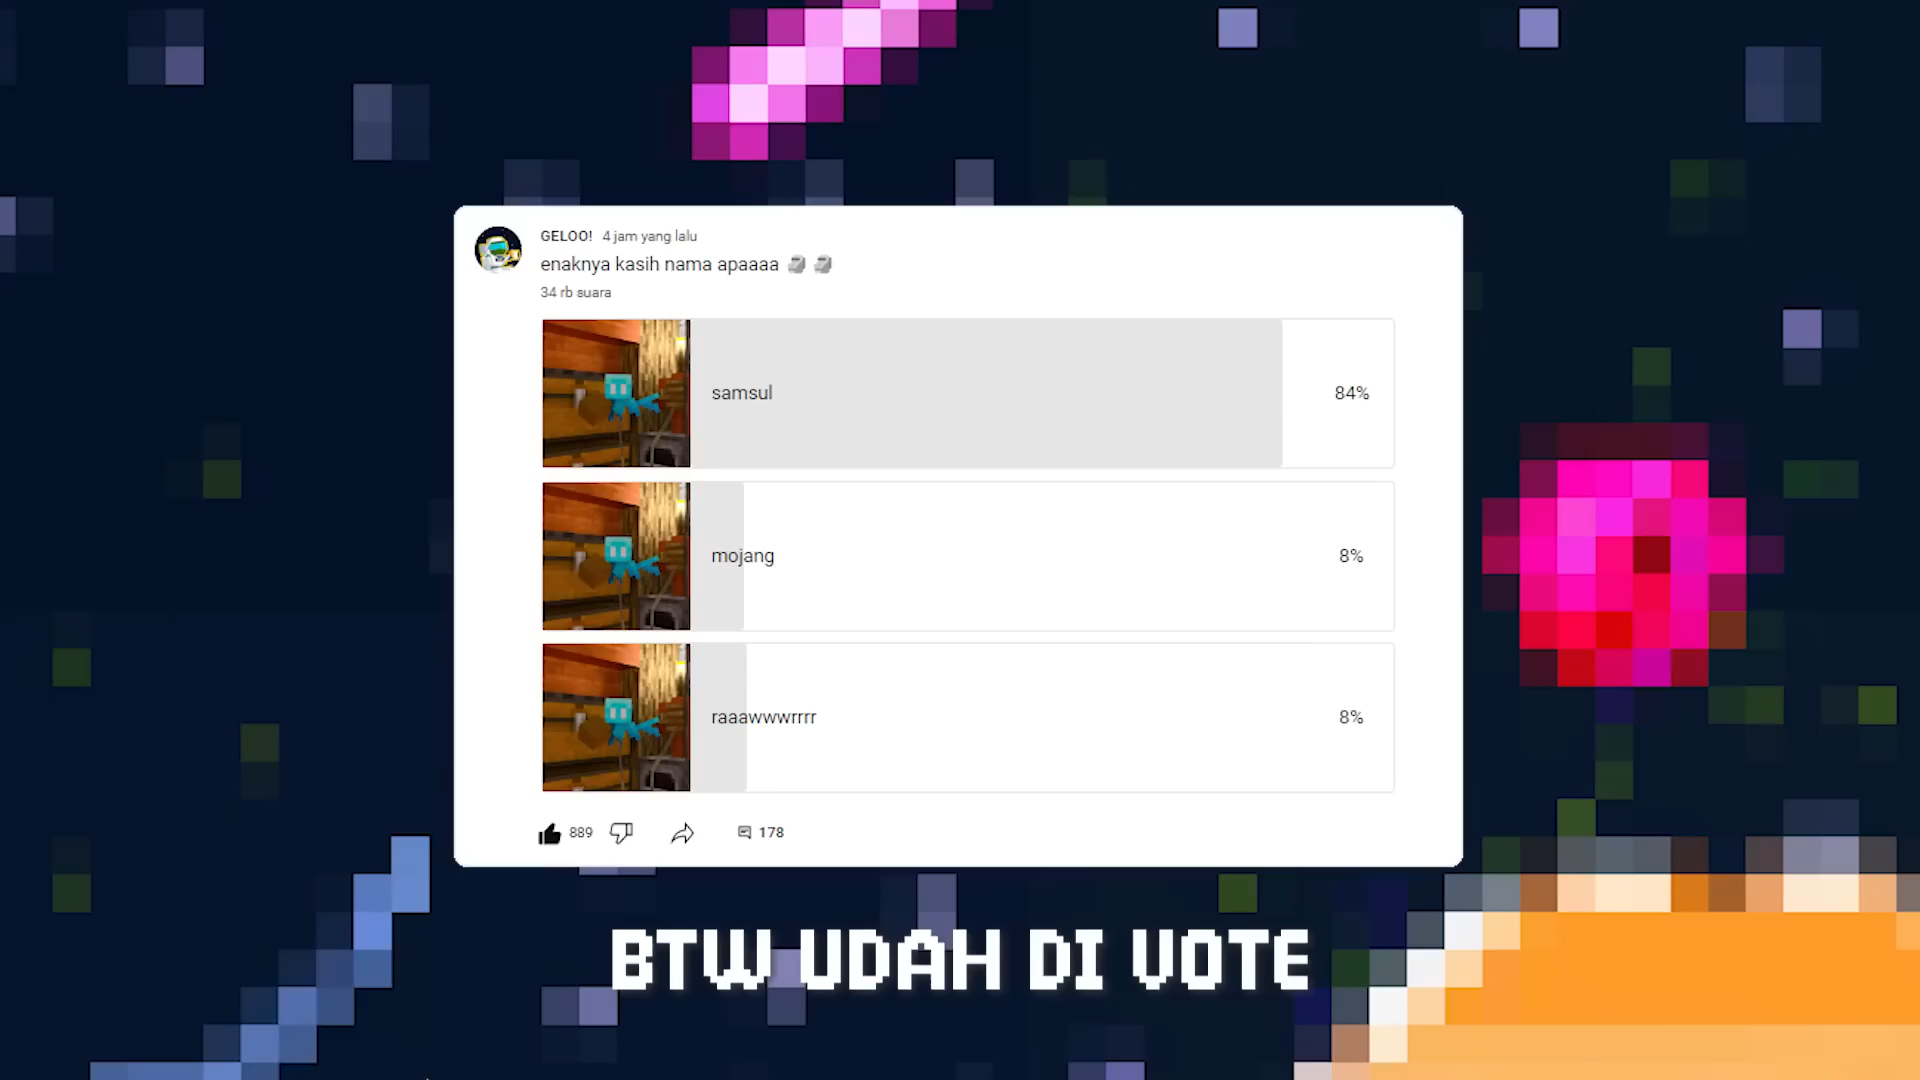 GELOO! 4 jam yang lalu
enaknya kasih nama apaaaa 🗿 🗿
34 rb suara
samsul 84%
mojang 8%
raaawwwrrrr 8%
889 178
BTW UDAH DI VOTE